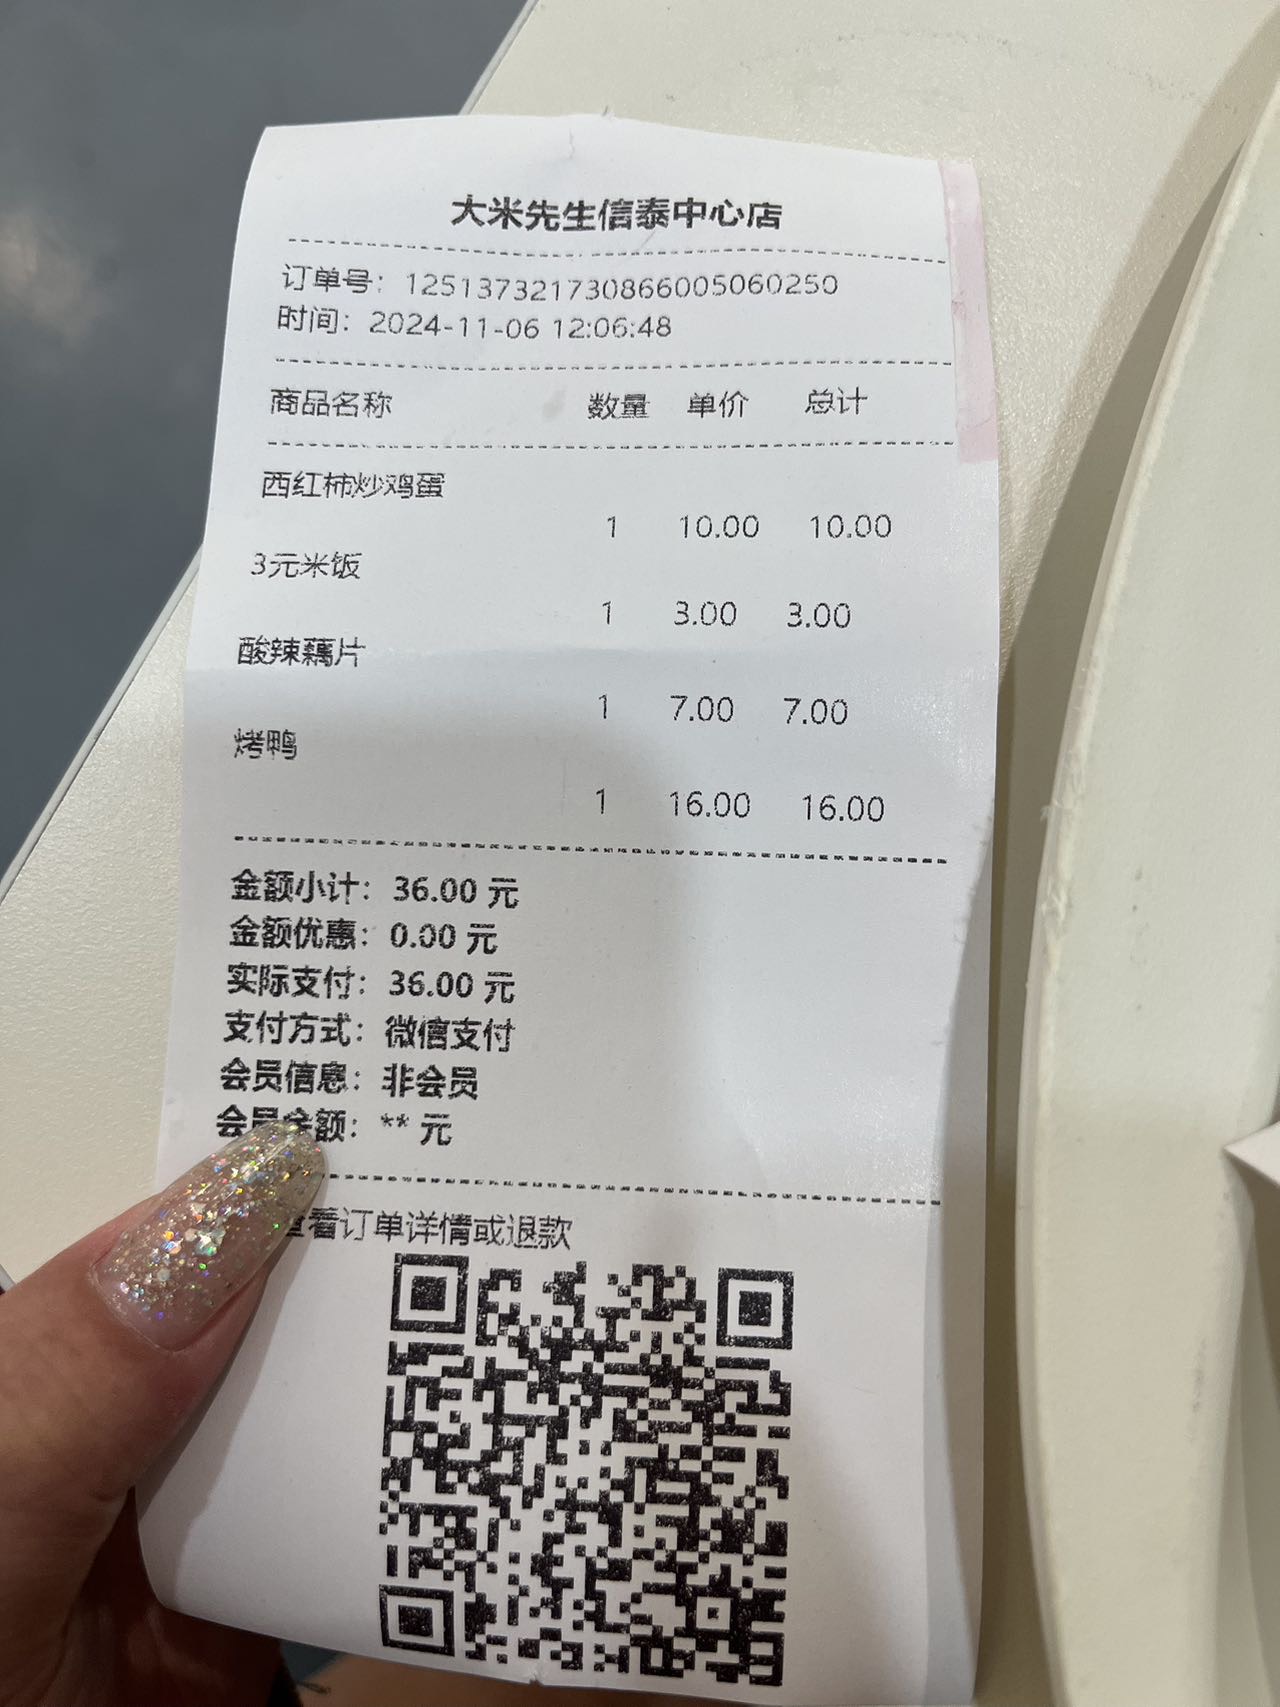 大米先生信泰中心店
订单号：125137321730866005060250
时间：2024-11-06 12:06:48
商品名称 数量 单价 总计
西红柿炒鸡蛋
1 10.00 10.00
3元米饭
1 3.00 3.00
酸辣藕片
1 7.00 7.00
烤鸭
1 16.00 16.00
金额小计：36.00 元
金额优惠：0.00 元
实际支付：36.00 元
支付方式：微信支付
会员信息：非会员
会员金额：** 元
查看订单详情或退款